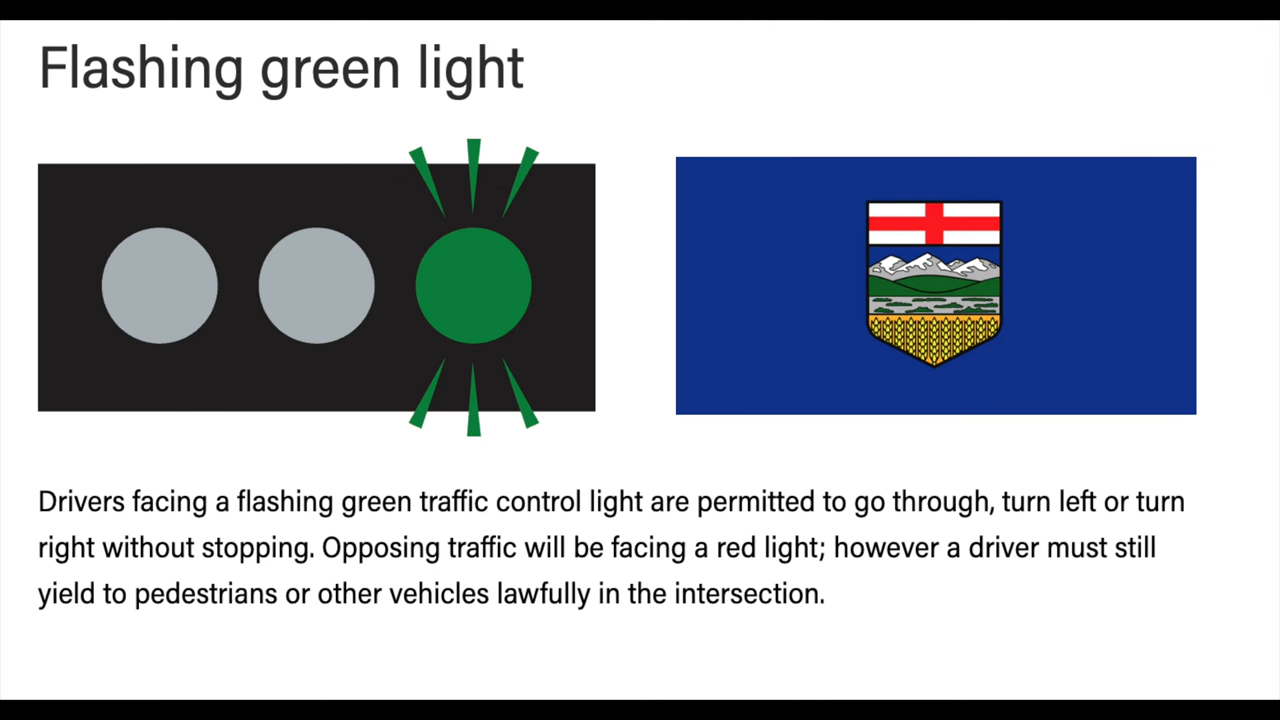 Flashing green light
Drivers facing a flashing green traffic control light are permitted to go through, turn left or turn
right without stopping. Opposing traffic will be facing a red light; however a driver must still
yield to pedestrians or other vehicles lawfully in the intersection.